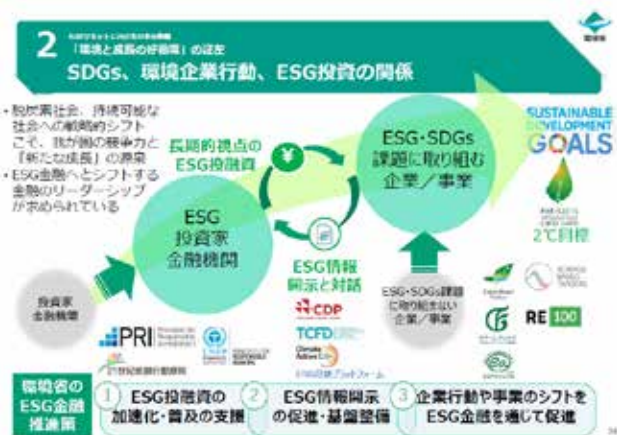 2
「環境と成長の好循環」の
SDGs、環境企業行動、ESG投資の関係
環境省
・脱炭素社会、持続可能な
社会への戦略的シフト
こそ、我が国の競争力と
「新たな成長」の源泉
・ESG金融へとシフトする
金融のリーダーシップ
が求められている
長期的視点の
ESG投融資
¥
ESG・SDGs
課題に取り組む
企業／事業
SUSTAINABLE
DEVELOPMENT
GOALS
2℃目標
ESG
投資家
金融機関
ESG情報
開示と対話
投資家
金融機関
ESG・SDGs課題
に取り組まない
企業／事業
CDP
TCFD
Climate
Action
PRI
RE 100
環境省の
ESG金融
推進策
1 ESG投融資の
加速化・普及の支援
2 ESG情報開示
の促進・基盤整備
3 企業行動や事業のシフトを
ESG金融を通じて促進